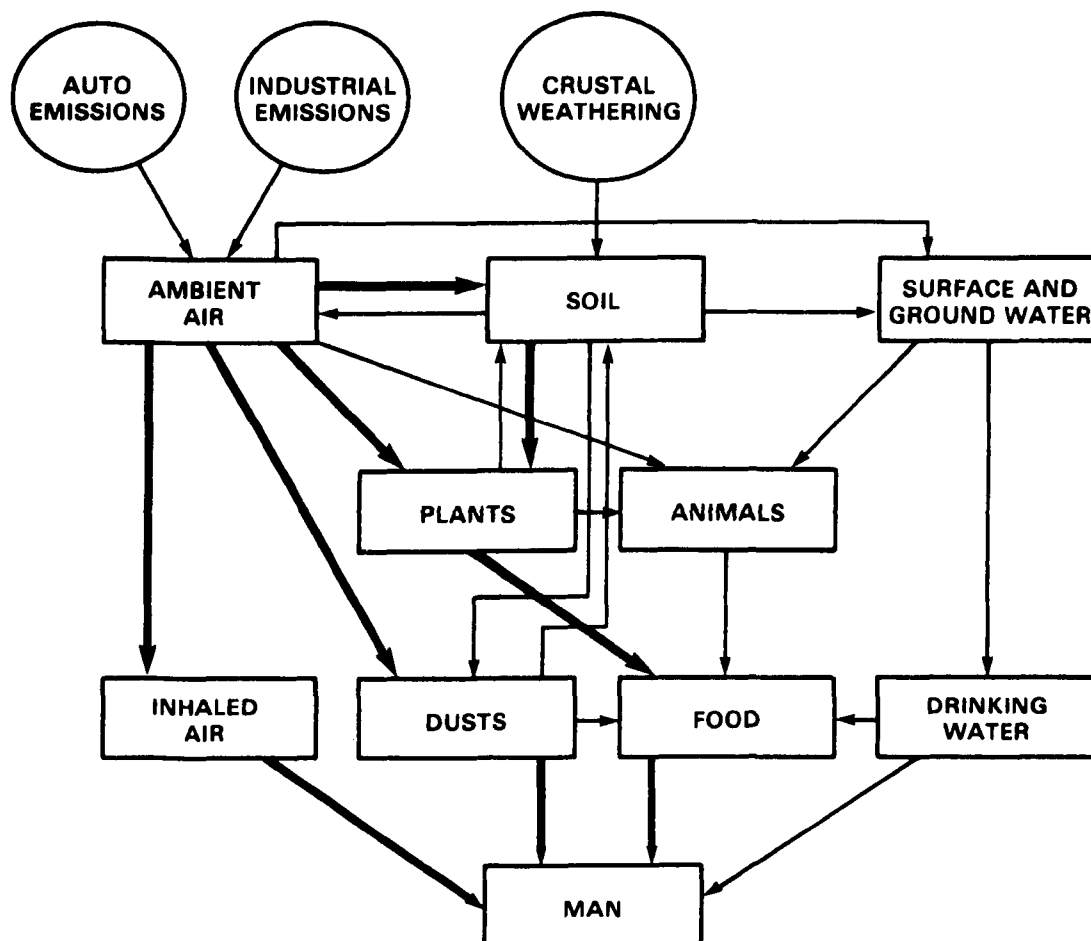 AUTO
EMISSIONS
INDUSTRIAL
EMISSIONS
CRUSTAL
WEATHERING
AMBIENT
AIR
SOIL
SURFACE AND
GROUND WATER
PLANTS
ANIMALS
INHALED
AIR
DUSTS
FOOD
DRINKING
WATER
MAN